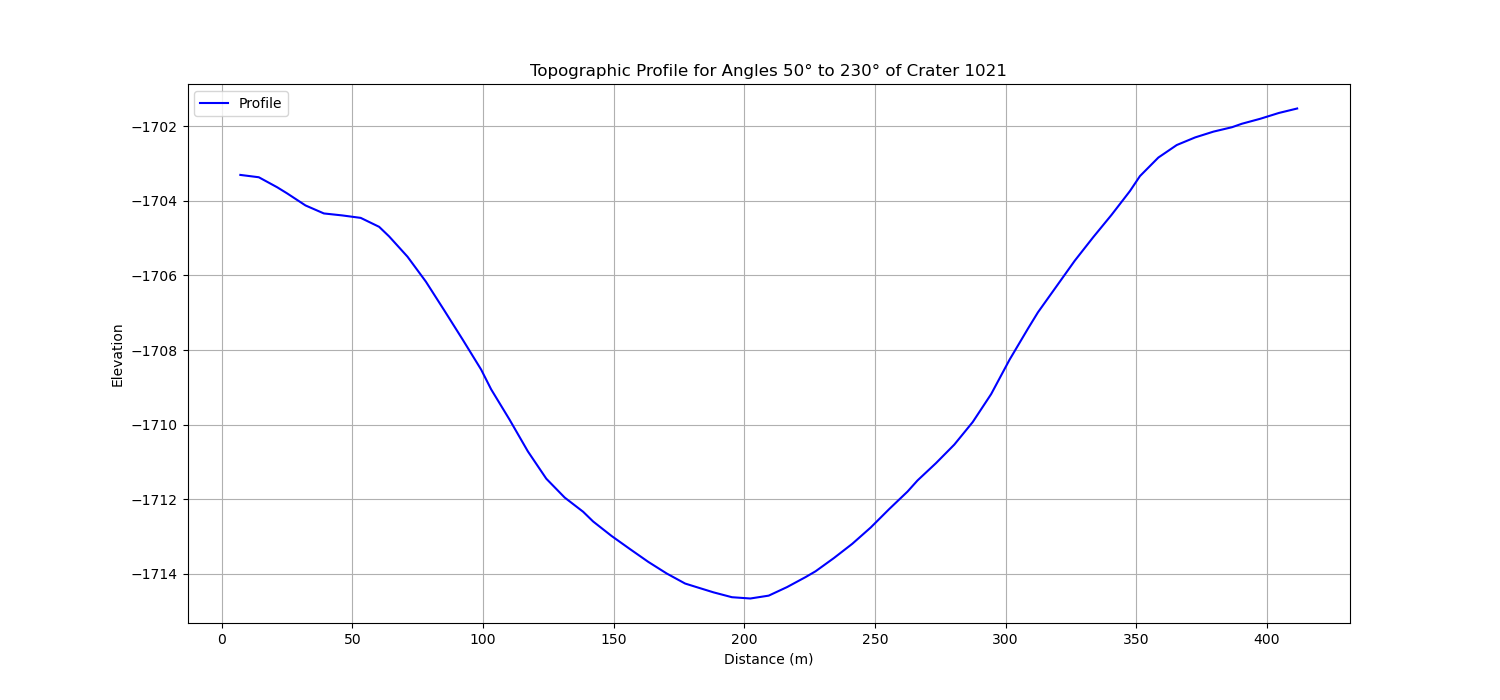 Topographic Profile for Angles 50° to 230° of Crater 1021
Profile
−1702
−1704
−1706
−1708
−1710
−1712
−1714
Elevation
0 50 100 150 200 250 300 350 400
Distance (m)